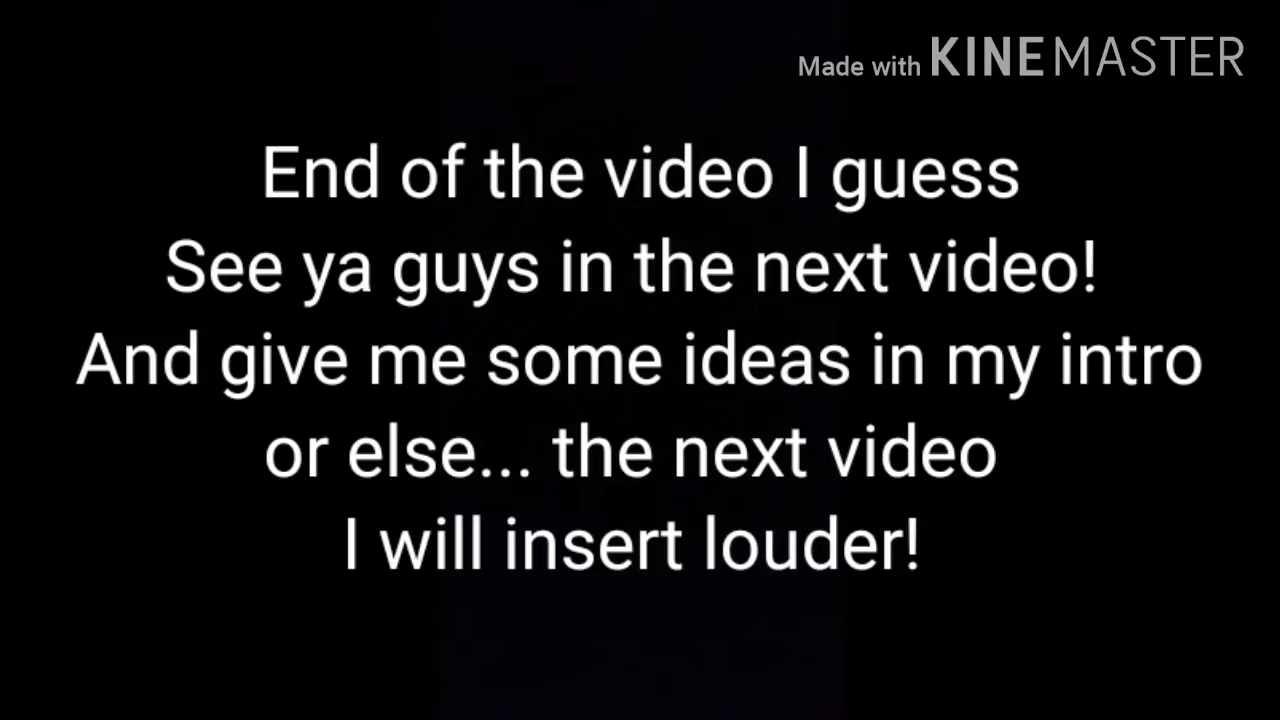 Made with KINEMASTER
End of the video I guess
See ya guys in the next video!
And give me some ideas in my intro
or else... the next video
I will insert louder!